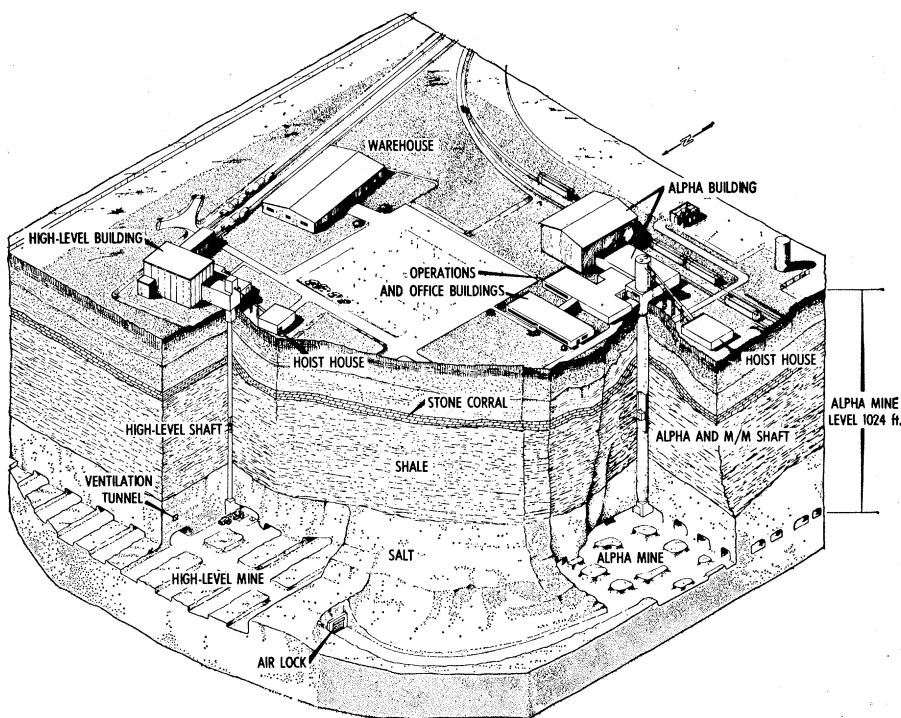 WAREHOUSE
ALPHA BUILDING
HIGH-LEVEL BUILDING
OPERATIONS
AND OFFICE BUILDINGS
HOIST HOUSE
HOIST HOUSE
STONE CORRAL
ALPHA MINE
LEVEL 1024 ft.
HIGH-LEVEL SHAFT
ALPHA AND M/M SHAFT
SHALE
VENTILATION
TUNNEL
SALT
ALPHA MINE
HIGH-LEVEL MINE
AIR LOCK